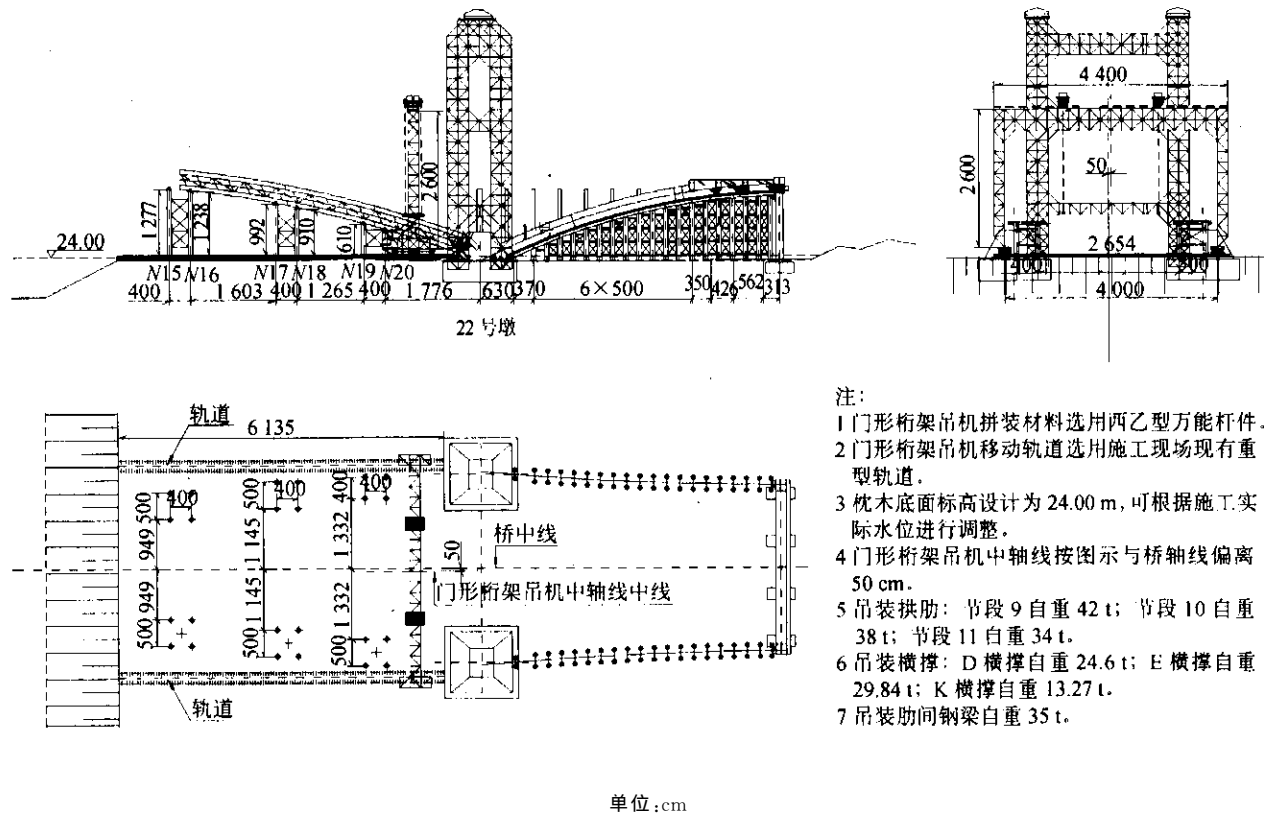 4 400
2 600
2 600
50
1 277
1 238
992
910
610
24.00
2 654
N15
N16
N17
N18
N19
N20
400
1 603
400
1 265
400
1 776
630
370
6×500
350
426
562
313
400
4 000
22 号墩
轨道
6 135
500
400
949
949
500
500
400
1 145
1 145
500
400
400
1 332
1 332
500
50
桥中线
门形桁架吊机中轴线中线
轨道
注:
1 门形桁架吊机拼装材料选用西乙型万能杆件。
2 门形桁架吊机移动轨道选用施工现场现有重
型轨道。
3 枕木底面标高设计为 24.00 m,可根据施工实
际水位进行调整。
4 门形桁架吊机中轴线按图示与桥轴线偏离
50 cm。
5 吊装拱肋:节段 9 自重 42 t;节段 10 自重
38 t;节段 11 自重 34 t。
6 吊装横撑:D 横撑自重 24.6 t;E 横撑自重
29.84 t;K 横撑自重 13.27 t。
7 吊装肋间钢梁自重 35 t。
单位:cm